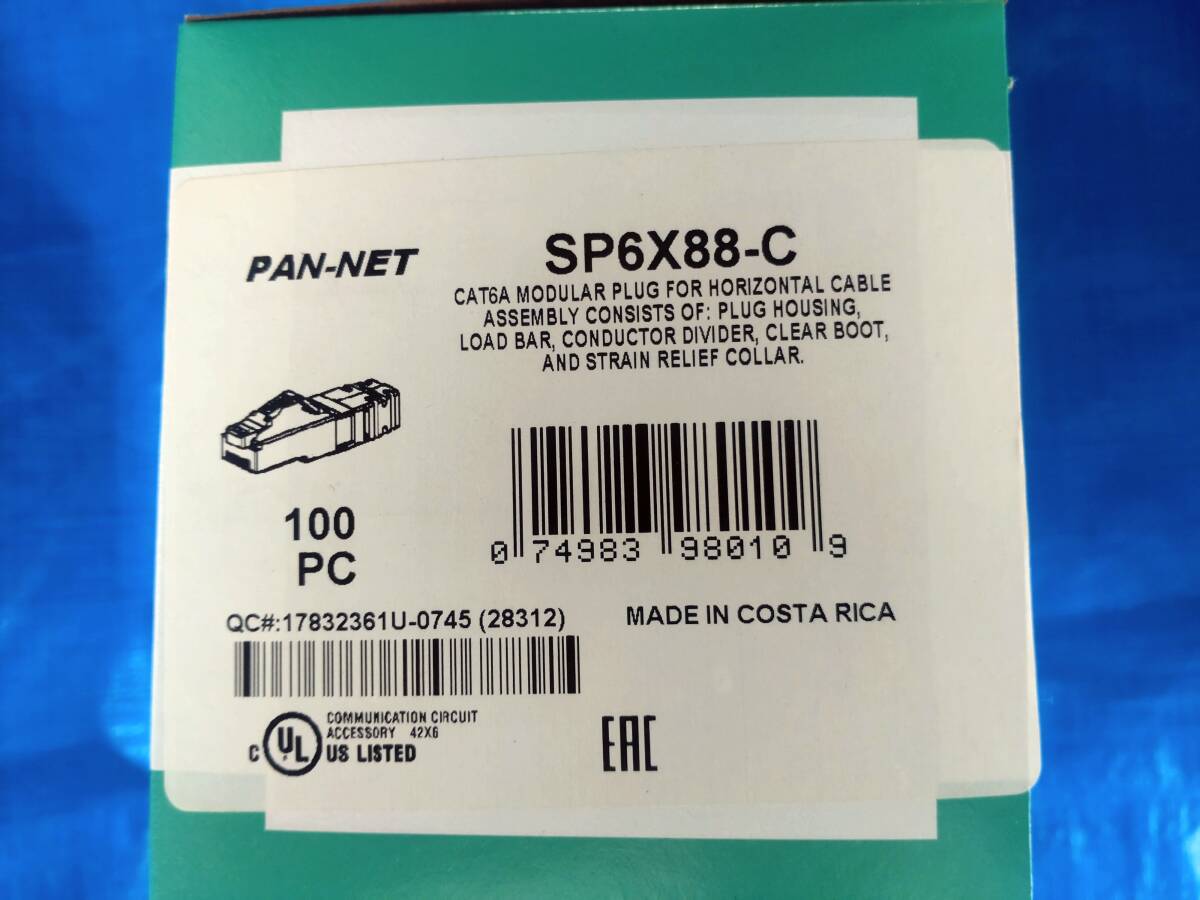 PAN-NET
SP6X88-C
CAT6A MODULAR PLUG FOR HORIZONTAL CABLE
ASSEMBLY CONSISTS OF: PLUG HOUSING,
LOAD BAR, CONDUCTOR DIVIDER, CLEAR BOOT,
AND STRAIN RELIEF COLLAR.
100
PC
0 74983 98010 9
QC#:17832361U-0745 (28312)
MADE IN COSTA RICA
C UL US LISTED
COMMUNICATION CIRCUIT
ACCESSORY 42X6
EAC